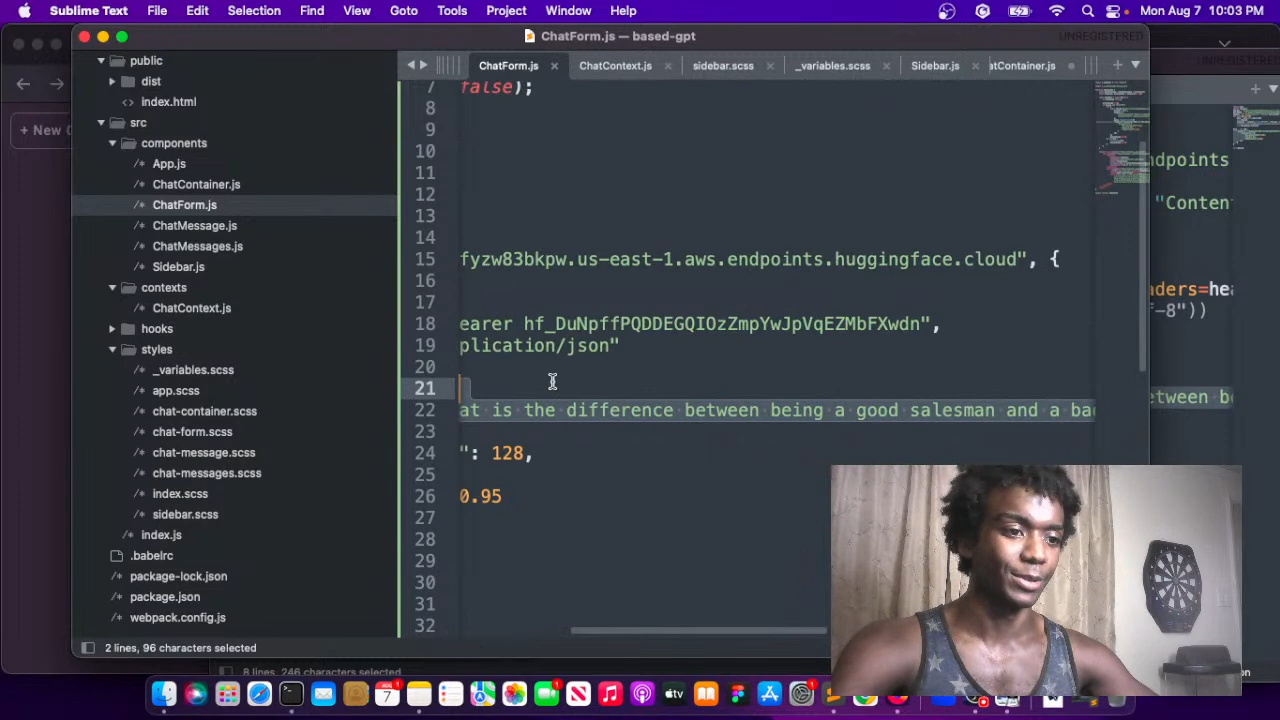 Sublime Text File Edit Selection Find View Goto Tools Project Window Help Mon Aug 7 10:03 PM
ChatForm.js — based-gpt UNREGISTERED
ChatForm.js ChatContext.js sidebar.scss _variables.scss Sidebar.js atContainer.js
public
dist
index.html
src
components
App.js
ChatContainer.js
ChatForm.js
ChatMessage.js
ChatMessages.js
Sidebar.js
contexts
ChatContext.js
hooks
styles
_variables.scss
app.scss
chat-container.scss
chat-form.scss
chat-message.scss
chat-messages.scss
index.scss
sidebar.scss
index.js
.babelrc
package-lock.json
package.json
webpack.config.js
+ New
7 false);
8
9
10
11
12
13
14
15 fyzw83bkpw.us-east-1.aws.endpoints.huggingface.cloud", {
16
17
18 earer 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",
19 plication/json"
20
21
22 at is the difference between being a good salesman and a bad
23
24 ": 128,
25
26 0.95
27
28
29
30
31
32
ndpoints
"Conten
aders=hea
f-8"))
etween be
2 lines, 96 characters selected
8 lines, 246 characters selected